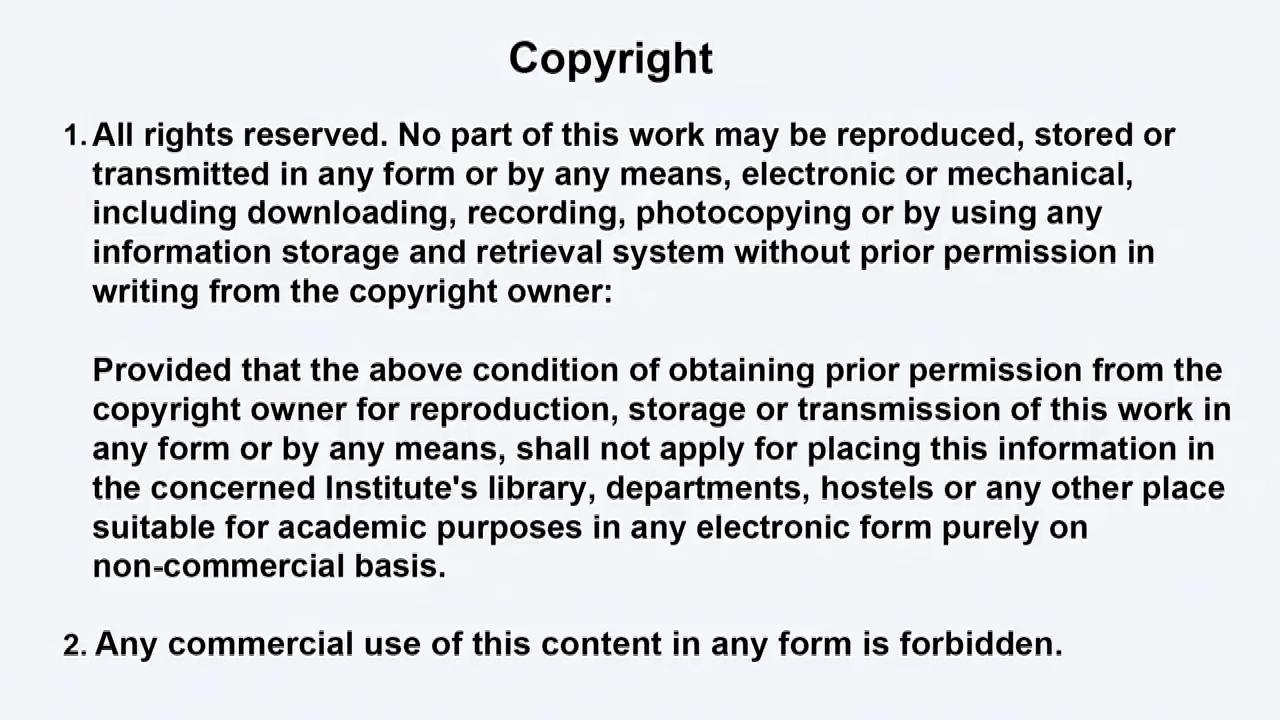 Copyright
1. All rights reserved. No part of this work may be reproduced, stored or
transmitted in any form or by any means, electronic or mechanical,
including downloading, recording, photocopying or by using any
information storage and retrieval system without prior permission in
writing from the copyright owner:
Provided that the above condition of obtaining prior permission from the
copyright owner for reproduction, storage or transmission of this work in
any form or by any means, shall not apply for placing this information in
the concerned Institute's library, departments, hostels or any other place
suitable for academic purposes in any electronic form purely on
non-commercial basis.
2. Any commercial use of this content in any form is forbidden.